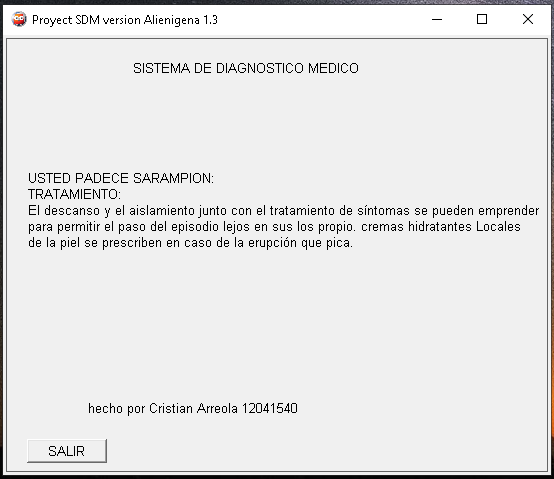 Proyect SDM version Alienigena 1.3
SISTEMA DE DIAGNOSTICO MEDICO
USTED PADECE SARAMPION:
TRATAMIENTO:
El descanso y el aislamiento junto con el tratamiento de síntomas se pueden emprender
para permitir el paso del episodio lejos en sus los propio. cremas hidratantes Locales
de la piel se prescriben en caso de la erupción que pica.
hecho por Cristian Arreola 12041540
SALIR